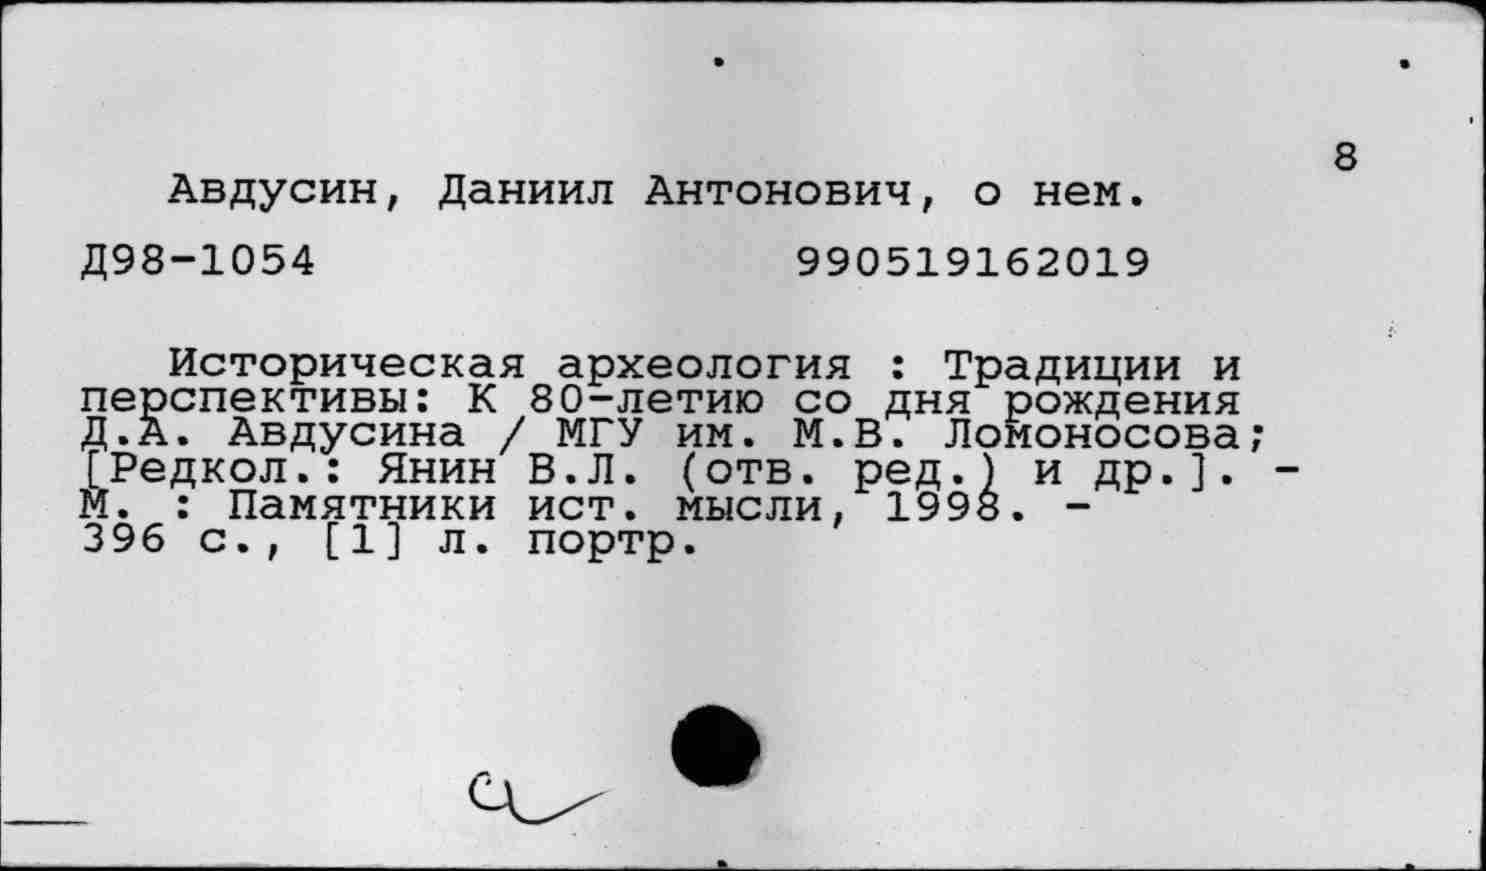 8
Авдусин, Даниил Антонович, о нем.
Д98-1054 990519162019
Историческая археология : Традиции и
перспективы: К 80-летию со дня рождения
Д.А. Авдусина / МГУ им. М.В. Ломоносова;
[Редкол.: Янин В.Л. (отв. ред.) и др.]. -
М. : Памятники ист. мысли, 1998. -
396 с., [1] л. портр.